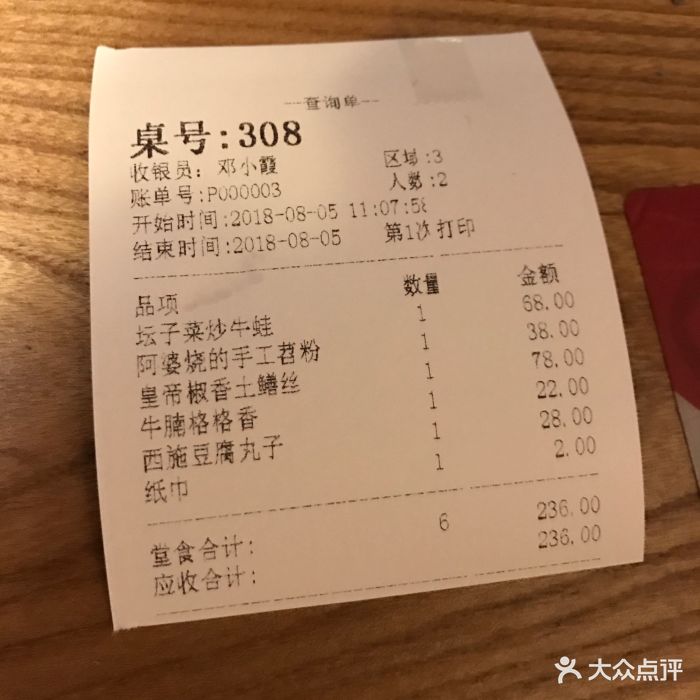 ---查询单--
桌号:308
收银员: 邓小霞 区域:3
账单号:P000003 人数:2
开始时间:2018-08-05 11:07:58
结束时间:2018-08-05 第1次打印
品项 数量 金额
坛子菜炒牛蛙 1 68.00
阿婆烧的手工苕粉 1 38.00
皇帝椒香土鳝丝 1 78.00
牛腩格格香 1 22.00
西施豆腐丸子 1 28.00
纸巾 1 2.00
堂食合计: 6 236.00
应收合计: 236.00
大众点评